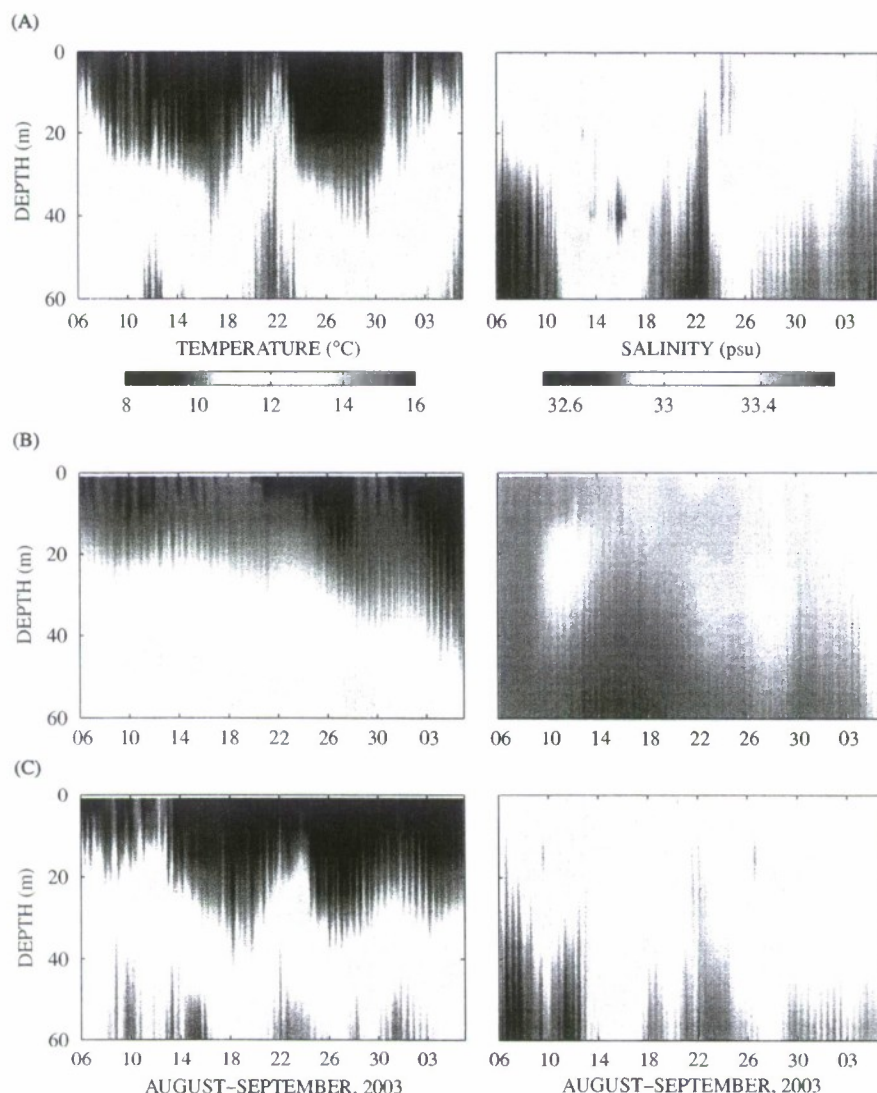 (A)
0
20
40
60
DEPTH (m)
06 10 14 18 22 26 30 03
TEMPERATURE (°C)
8 10 12 14 16
06 10 14 18 22 26 30 03
SALINITY (psu)
32.6 33 33.4
(B)
0
20
40
60
DEPTH (m)
06 10 14 18 22 26 30 03
06 10 14 18 22 26 30 03
(C)
0
20
40
60
DEPTH (m)
06 10 14 18 22 26 30 03
AUGUST–SEPTEMBER, 2003
06 10 14 18 22 26 30 03
AUGUST–SEPTEMBER, 2003